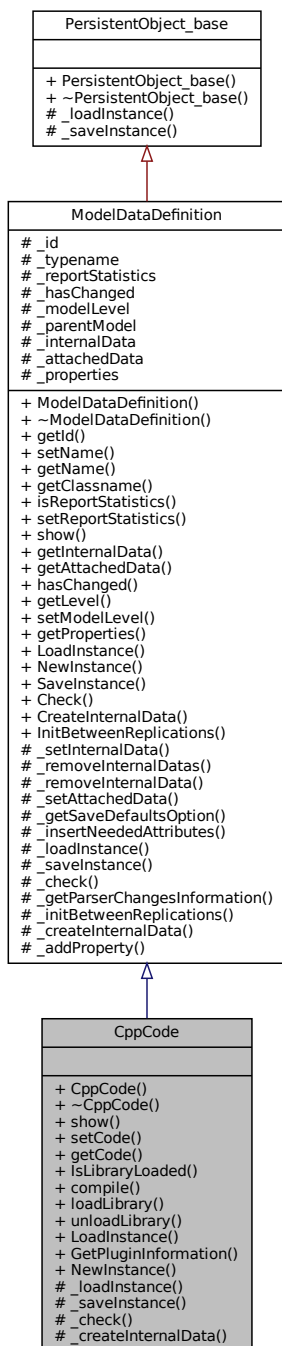 PersistentObject_base
+ PersistentObject_base()
+ ~PersistentObject_base()
# _loadInstance()
# _saveInstance()
ModelDataDefinition
# _id
# _typename
# _reportStatistics
# _hasChanged
# _modelLevel
# _parentModel
# _internalData
# _attachedData
# _properties
+ ModelDataDefinition()
+ ~ModelDataDefinition()
+ getId()
+ setName()
+ getName()
+ getClassname()
+ isReportStatistics()
+ setReportStatistics()
+ show()
+ getInternalData()
+ getAttachedData()
+ hasChanged()
+ getLevel()
+ setModelLevel()
+ getProperties()
+ LoadInstance()
+ NewInstance()
+ SaveInstance()
+ Check()
+ CreateInternalData()
+ InitBetweenReplications()
# _setInternalData()
# _removeInternalDatas()
# _removeInternalData()
# _setAttachedData()
# _getSaveDefaultsOption()
# _insertNeededAttributes()
# _loadInstance()
# _saveInstance()
# _check()
# _getParserChangesInformation()
# _initBetweenReplications()
# _createInternalData()
# _addProperty()
CppCode
+ CppCode()
+ ~CppCode()
+ show()
+ setCode()
+ getCode()
+ IsLibraryLoaded()
+ compile()
+ loadLibrary()
+ unloadLibrary()
+ LoadInstance()
+ GetPluginInformation()
+ NewInstance()
# _loadInstance()
# _saveInstance()
# _check()
# _createInternalData()